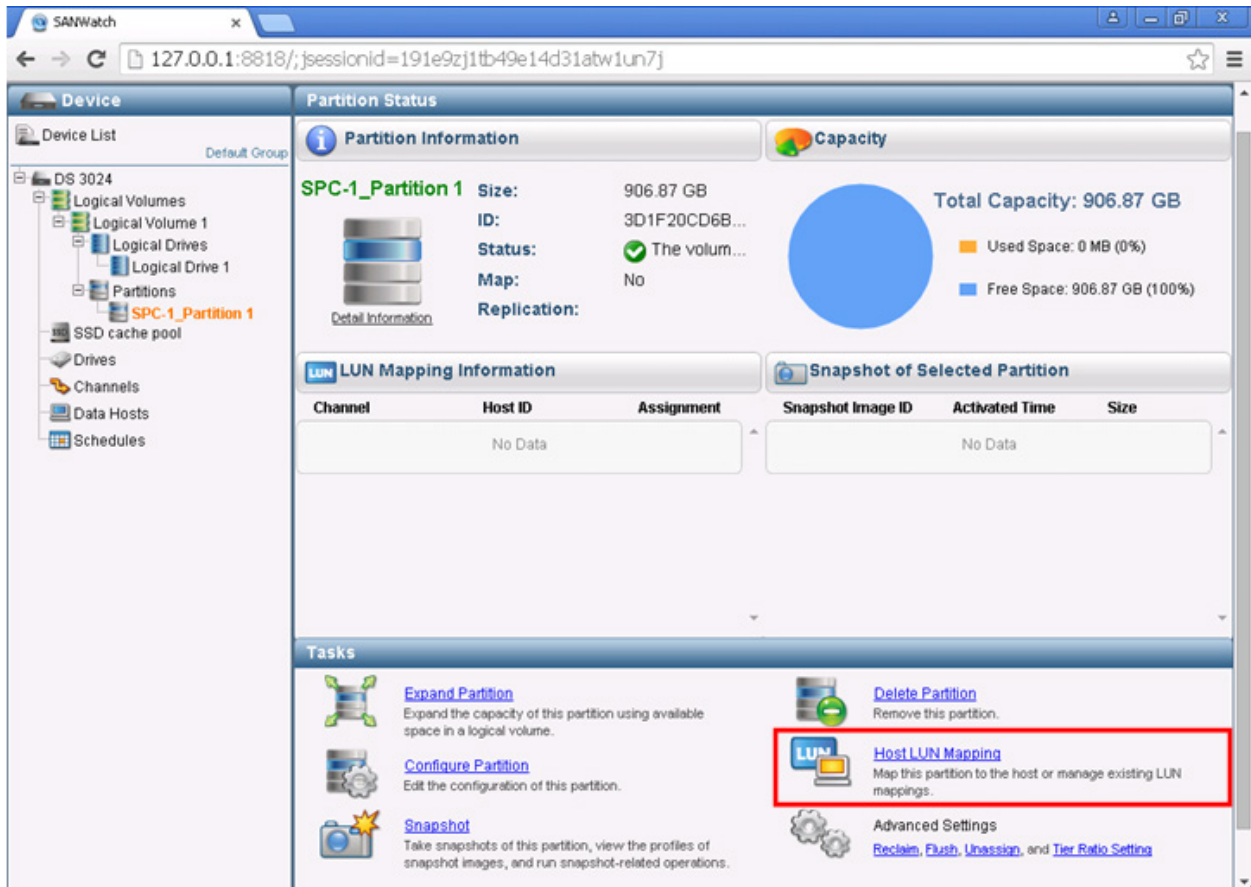 SANWatch
127.0.0.1:8818/;jsessionid=191e9zj1tb49e14d31atw1un7j
Device
Device List
Default Group
DS 3024
Logical Volumes
Logical Volume 1
Logical Drives
Logical Drive 1
Partitions
SPC-1_Partition 1
SSD cache pool
Drives
Channels
Data Hosts
Schedules
Partition Status
Partition Information
SPC-1_Partition 1
Detail Information
Size: 906.87 GB
ID: 3D1F20CD6B...
Status: The volum...
Map: No
Replication:
Capacity
Total Capacity: 906.87 GB
Used Space: 0 MB (0%)
Free Space: 906.87 GB (100%)
LUN LUN Mapping Information
Channel Host ID Assignment
No Data
Snapshot of Selected Partition
Snapshot Image ID Activated Time Size
No Data
Tasks
Expand Partition
Expand the capacity of this partition using available
space in a logical volume.
Configure Partition
Edit the configuration of this partition.
Snapshot
Take snapshots of this partition, view the profiles of
snapshot images, and run snapshot-related operations.
Delete Partition
Remove this partition.
LUN
Host LUN Mapping
Map this partition to the host or manage existing LUN
mappings.
Advanced Settings
Reclaim, Flush, Unassign, and Tier Ratio Setting